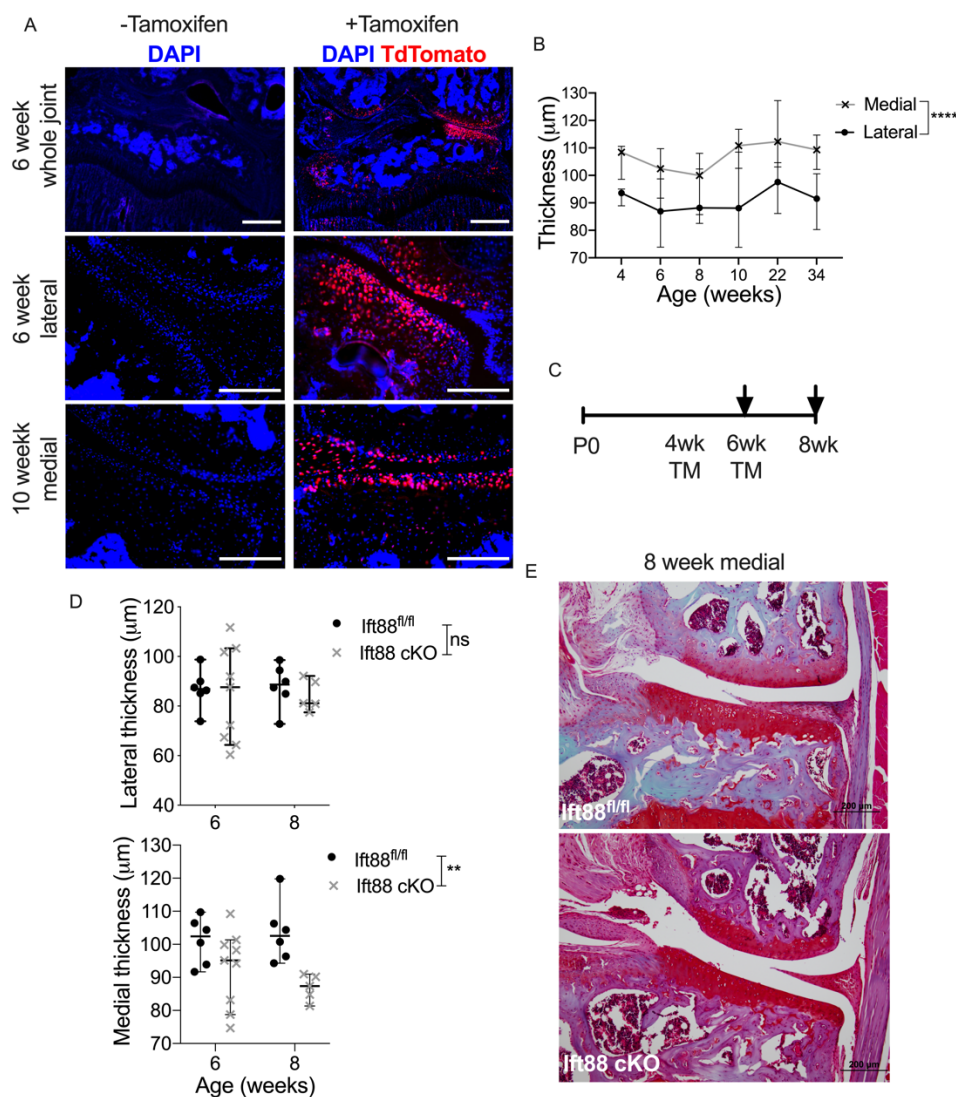 A
-Tamoxifen
DAPI
+Tamoxifen
DAPI TdTomato
6 week
whole joint
6 week
lateral
10 weekk
medial
B
Thickness (µm)
130
120
110
100
90
80
70
4 6 8 10 22 34
Age (weeks)
Medial
Lateral
****
C
P0
4wk
TM
6wk
TM
8wk
D
Lateral thickness (µm)
120
100
80
60
40
6 8
Ift88fl/fl
Ift88 cKO
ns
Medial thickness (µm)
130
120
110
100
90
80
70
6 8
Age (weeks)
Ift88fl/fl
Ift88 cKO
**
E
8 week medial
Ift88fl/fl
200 µm
Ift88 cKO
200 µm